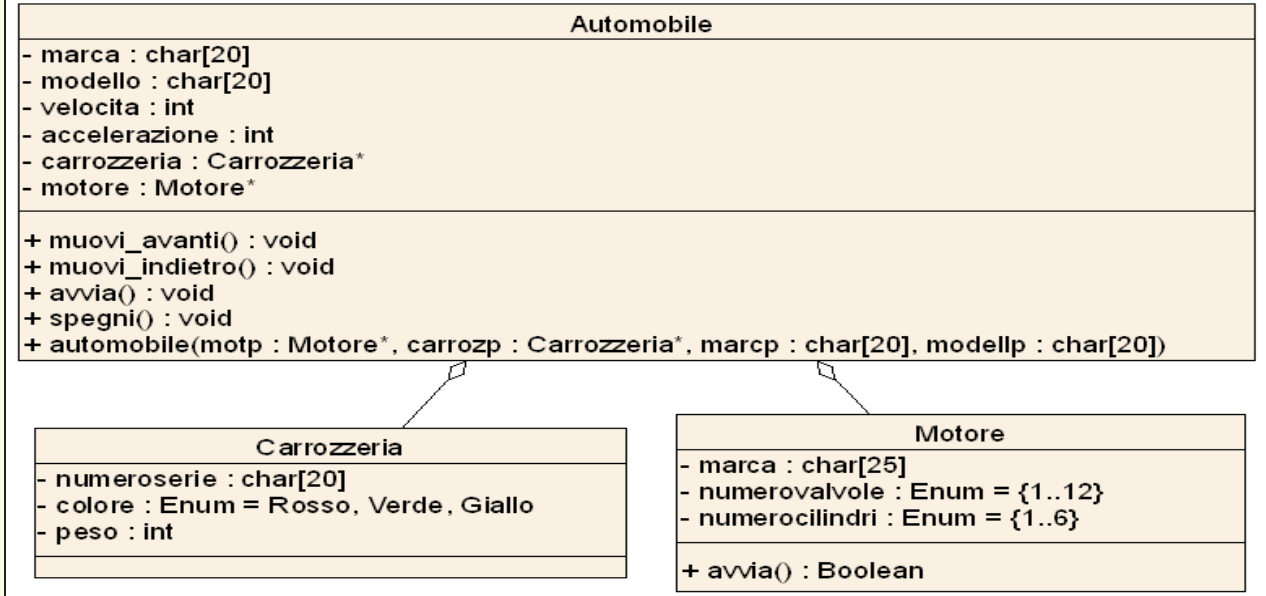 Automobile
- marca : char[20]
- modello : char[20]
- velocita : int
- accelerazione : int
- carrozzeria : Carrozzeria*
- motore : Motore*
+ muovi_avanti() : void
+ muovi_indietro() : void
+ avvia() : void
+ spegni() : void
+ automobile(motp : Motore*, carrozp : Carrozzeria*, marcp : char[20], modellp : char[20])
Carrozzeria
- numeroserie : char[20]
- colore : Enum = Rosso, Verde, Giallo
- peso : int
Motore
- marca : char[25]
- numerovalvole : Enum = {1..12}
- numerocilindri : Enum = {1..6}
+ avvia() : Boolean